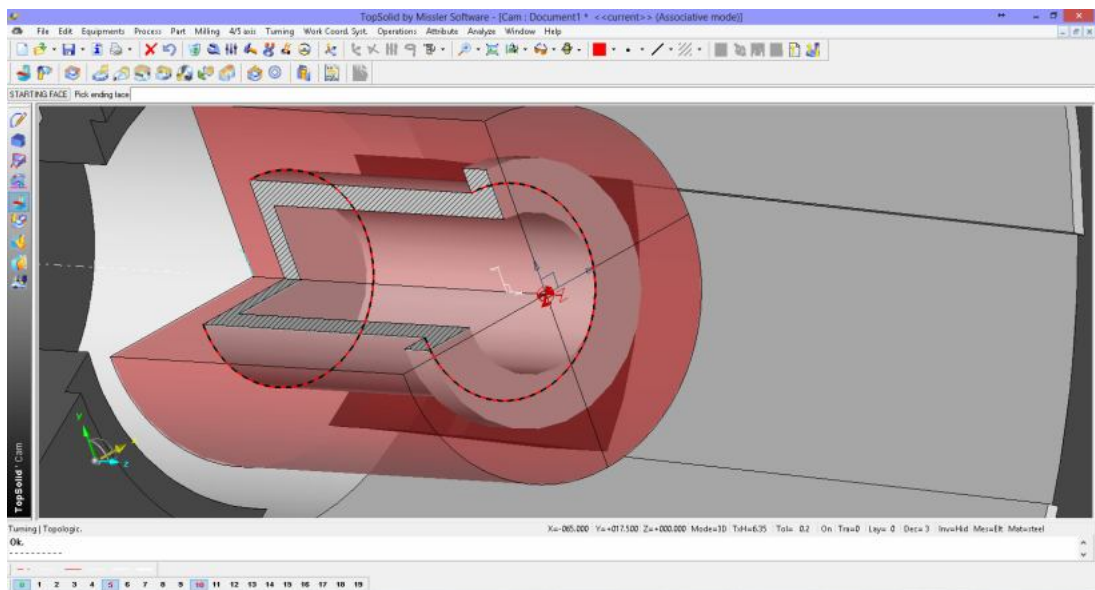 TopSolid by Missler Software - [Cam : Document1 * <<current>> (Associative mode)]
File Edit Equipments Process Part Milling 4/5 axis Turning Work Coord. Syst. Operations Attribute Analyze Window Help
STARTING FACE Pick ending face
y
x
z
TopSolid'Cam
Turning | Topologic.
X=-065.000 Y=+017.500 Z=+000.000 Mode=3D TxH=6.35 Tol= 0.2 On Tra=0 Lay= 0 Dec= 3 Inv=Hid Mes=Elt Mat=steel
Ok.
----------
0 1 2 3 4 5 6 7 8 9 10 11 12 13 14 15 16 17 18 19